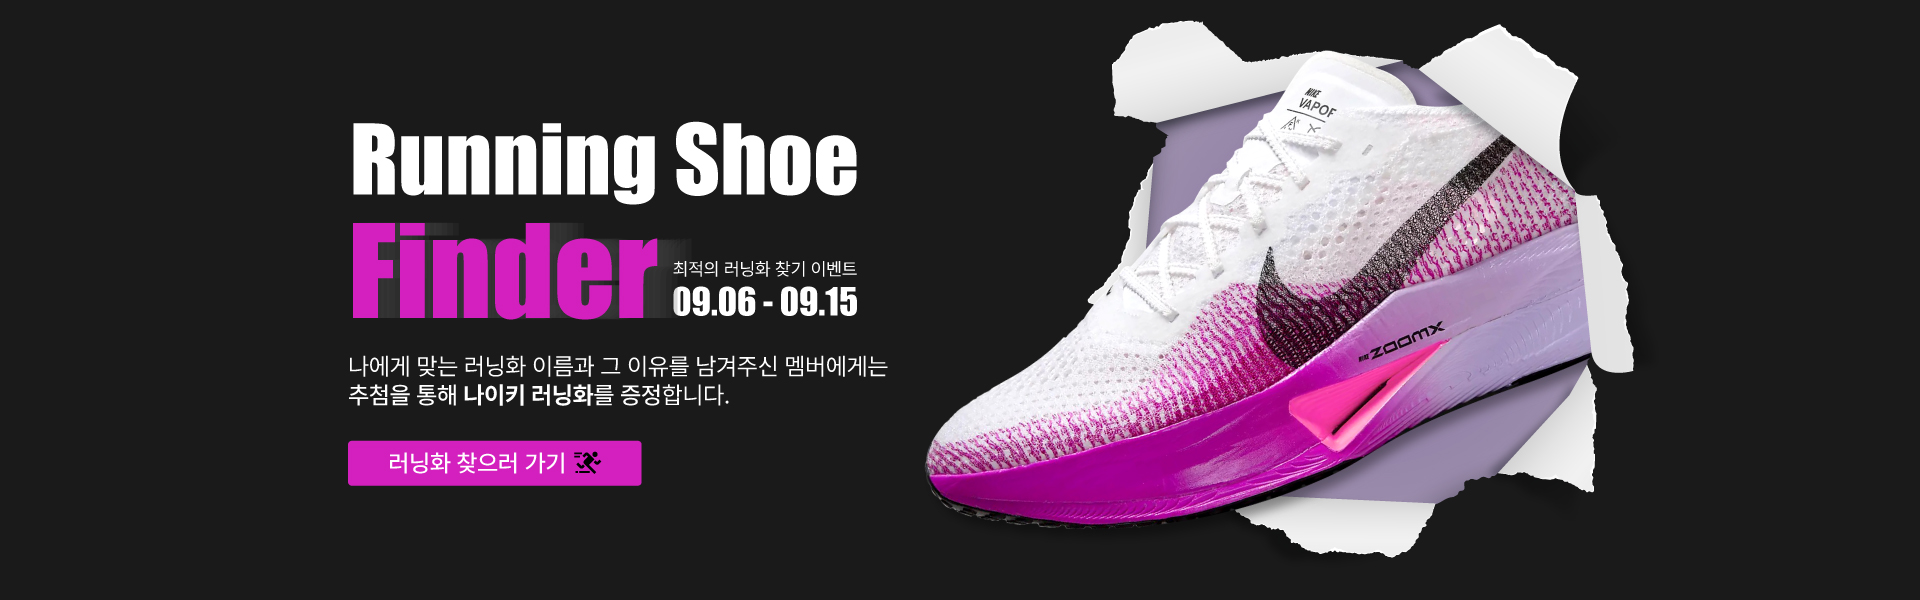 Running Shoe
Finder
최적의 러닝화 찾기 이벤트
09.06 - 09.15
나에게 맞는 러닝화 이름과 그 이유를 남겨주신 멤버에게는
추첨을 통해 나이키 러닝화를 증정합니다.
러닝화 찾으러 가기
NIKE
VAPOR
ZOOMX